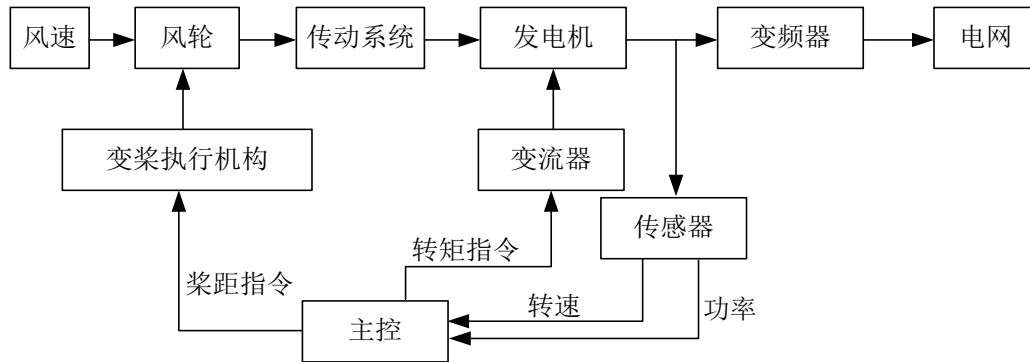 风速
风轮
传动系统
发电机
变频器
电网
变桨执行机构
变流器
传感器
转矩指令
桨距指令
转速
功率
主控